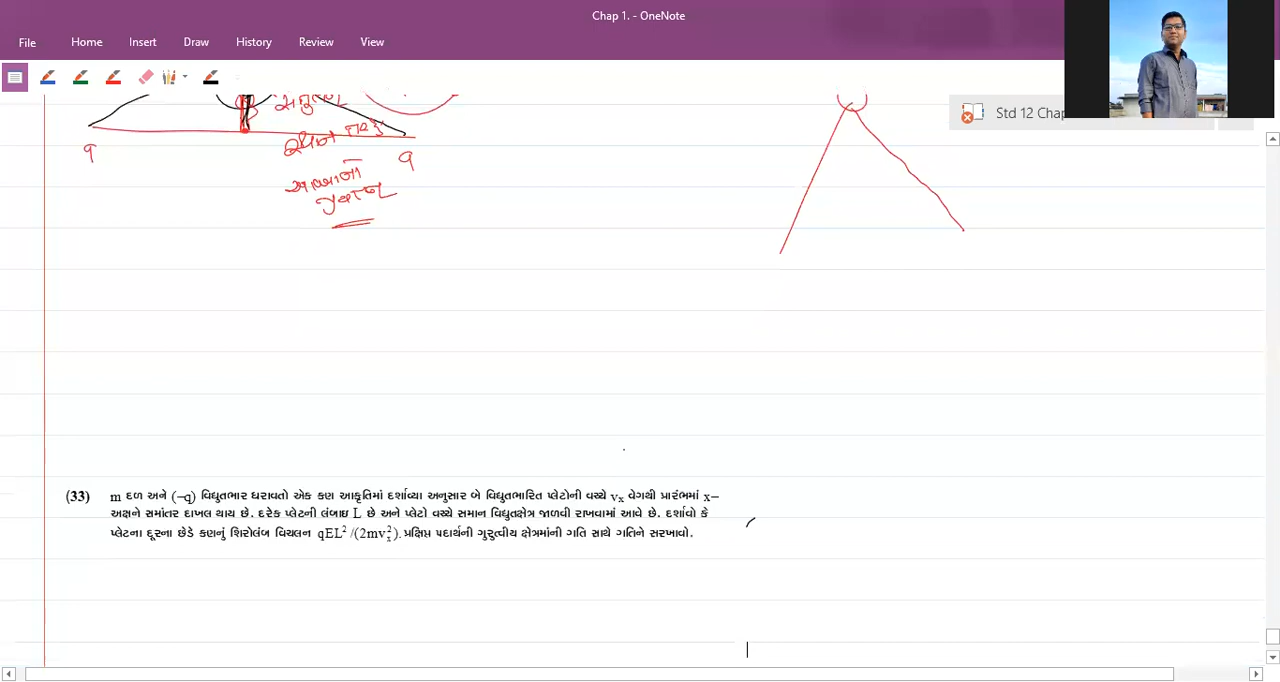 Chap 1. - OneNote
File Home Insert Draw History Review View
Std 12 Chap
સમુલન
સ્થાન તરફ
q q
(33) m દળ અને (–q) વિદ્યુતભાર ધરાવતો એક કણ આકૃતિમાં દર્શાવ્યા અનુસાર બે વિદ્યુતભારિત પ્લેટોની વચ્ચે vₓ વેગથી પ્રારંભમાં x–
અક્ષને સમાંતર દાખલ થાય છે. દરેક પ્લેટની લંબાઇ L છે અને પ્લેટો વચ્ચે સમાન વિદ્યુતક્ષેત્ર જાળવી રાખવામાં આવે છે. દર્શાવો કે
પ્લેટના દૂરના છેડે કણનું શિરોલંબ વિચલન qEL²/(2mvₓ²). પ્રક્ષિપ્ત પદાર્થની ગુરુત્વીય ક્ષેત્રમાંની ગતિ સાથે ગતિને સરખાવો.